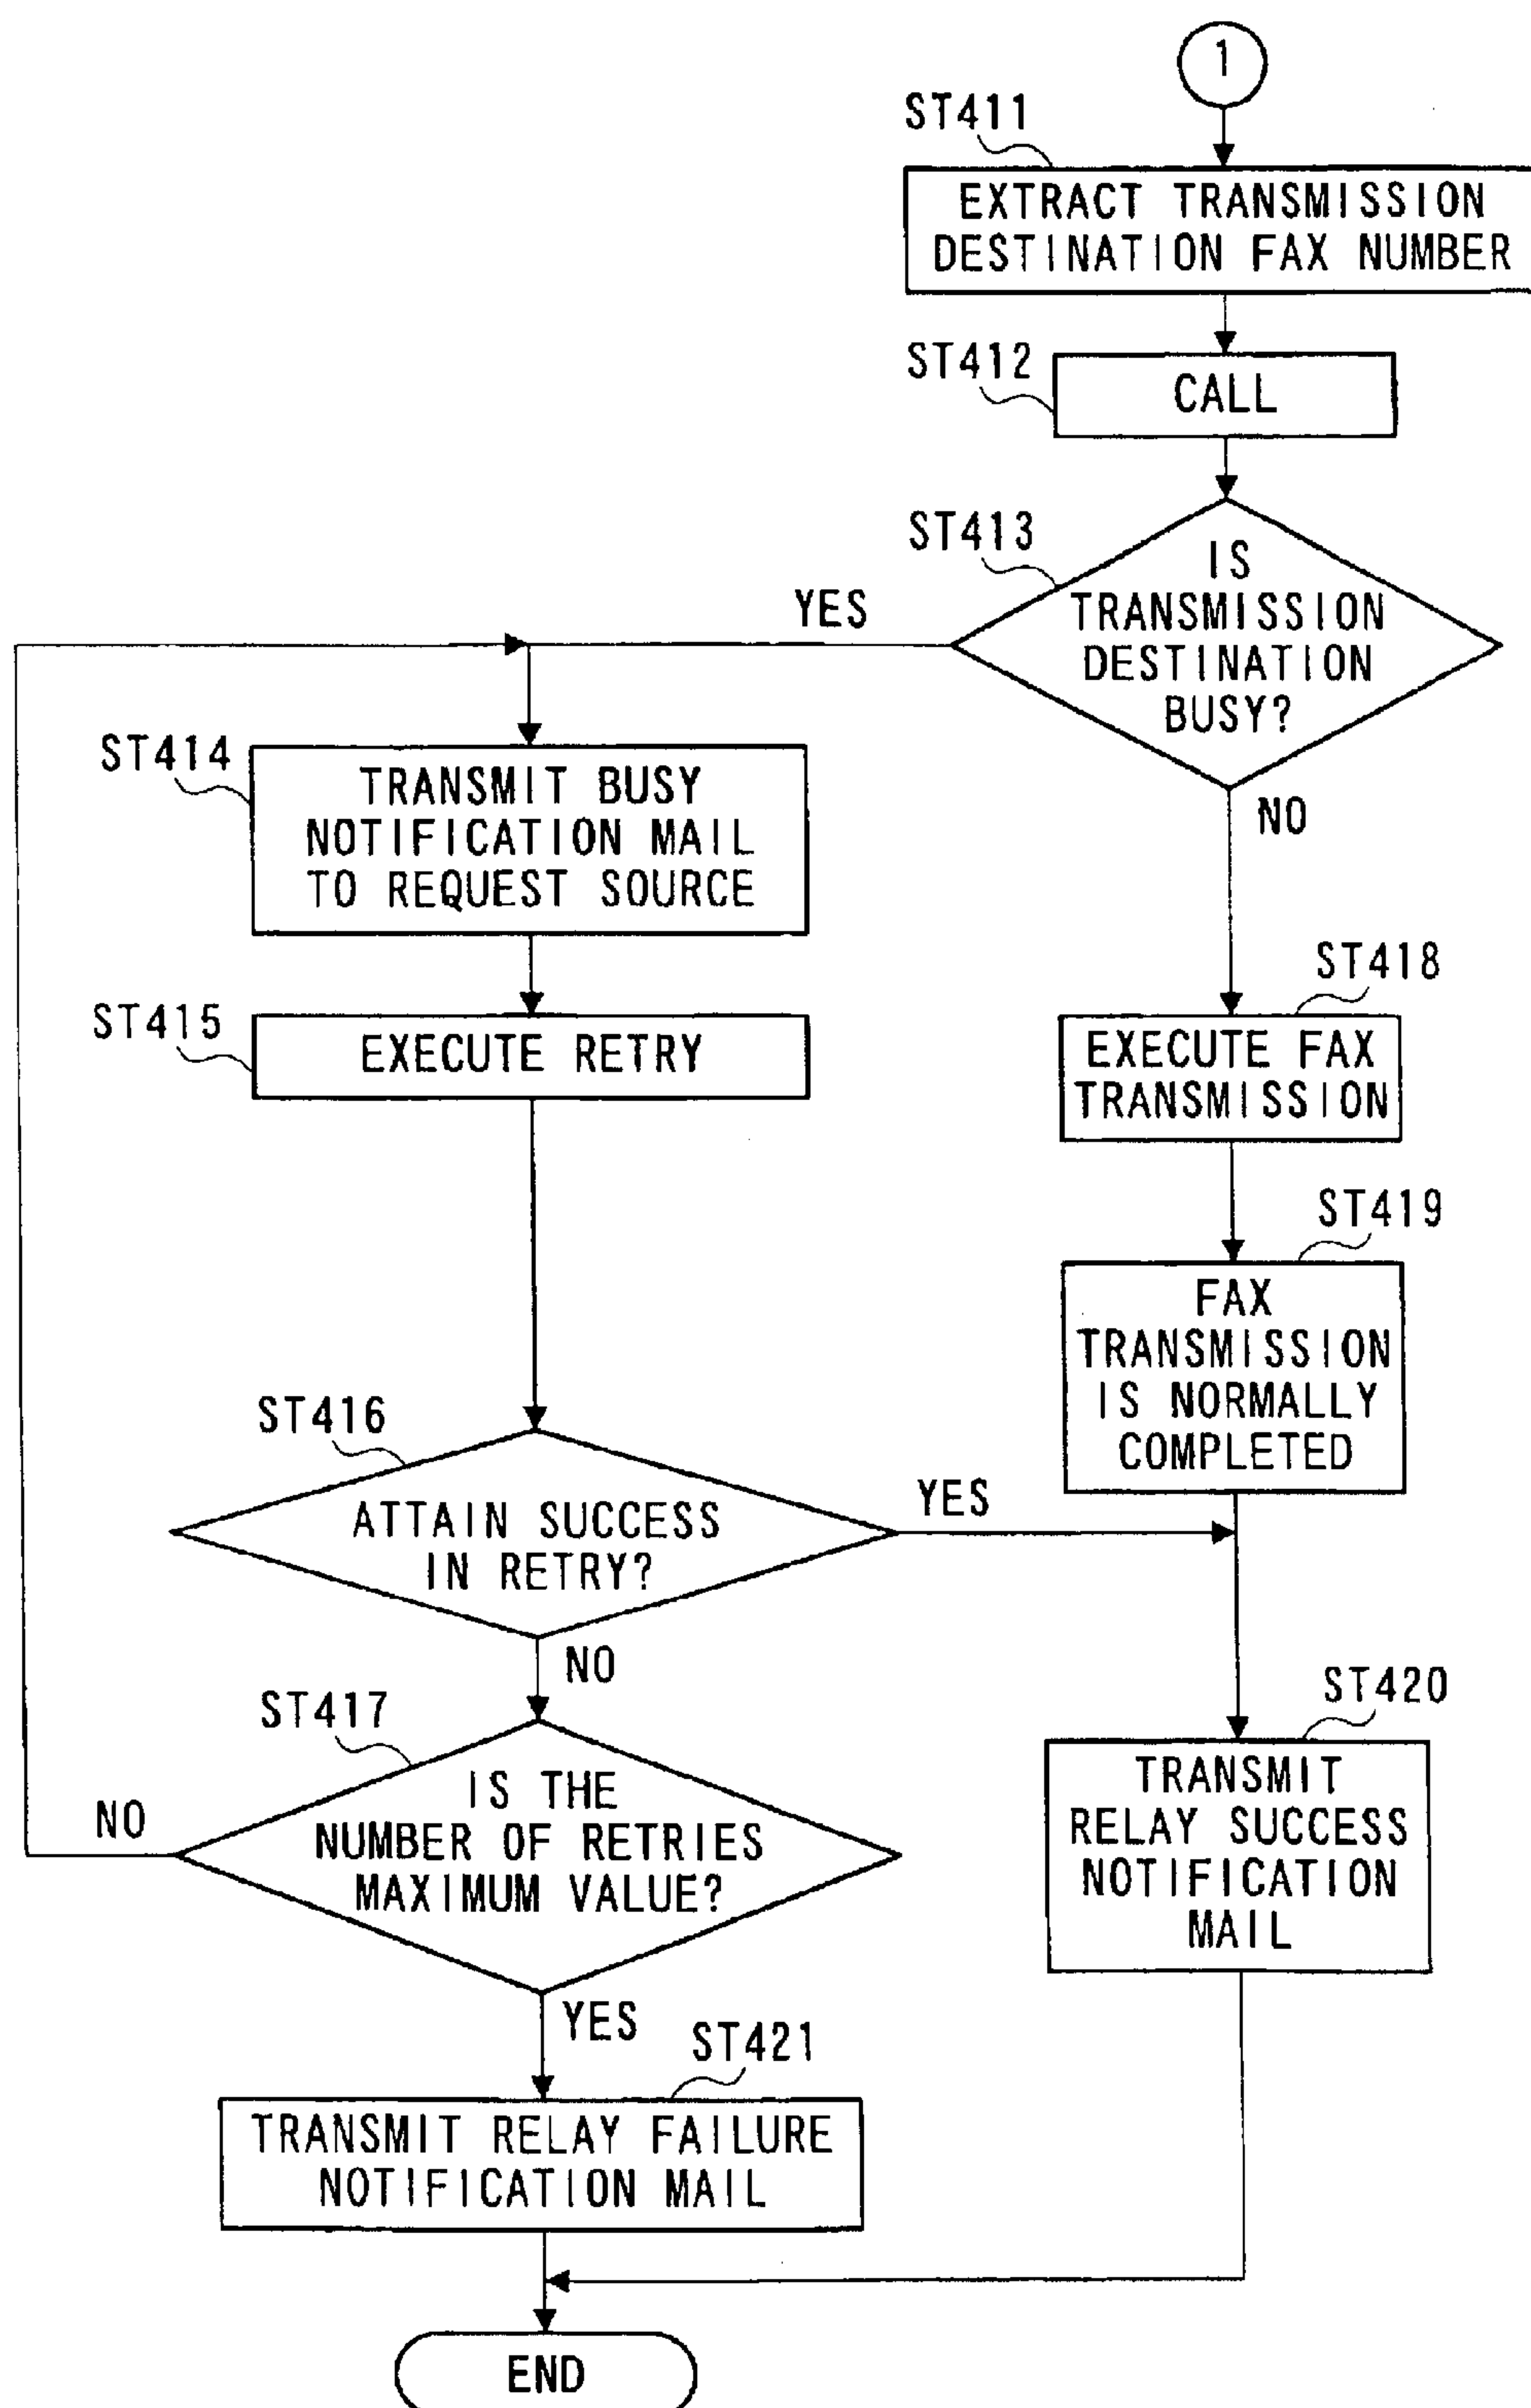 1
ST411
EXTRACT TRANSMISSION
DESTINATION FAX NUMBER
ST412
CALL
ST413
IS
TRANSMISSION
DESTINATION
BUSY?
YES
NO
ST414
TRANSMIT BUSY
NOTIFICATION MAIL
TO REQUEST SOURCE
ST415
EXECUTE RETRY
ST418
EXECUTE FAX
TRANSMISSION
ST419
FAX
TRANSMISSION
IS NORMALLY
COMPLETED
ST416
ATTAIN SUCCESS
IN RETRY?
YES
NO
ST417
IS THE
NUMBER OF RETRIES
MAXIMUM VALUE?
NO
YES
ST420
TRANSMIT
RELAY SUCCESS
NOTIFICATION
MAIL
ST421
TRANSMIT RELAY FAILURE
NOTIFICATION MAIL
END